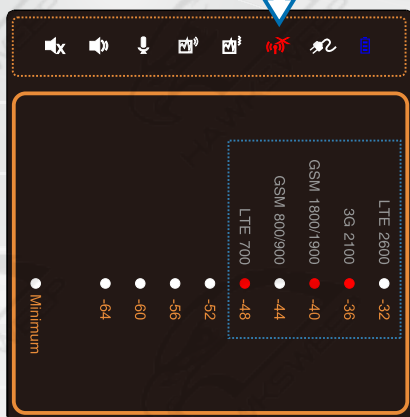 LTE 2600 -32
3G 2100 -36
GSM 1800/1900 -40
GSM 800/900 -44
LTE 700 -48
-52
-56
-60
-64
Minimum